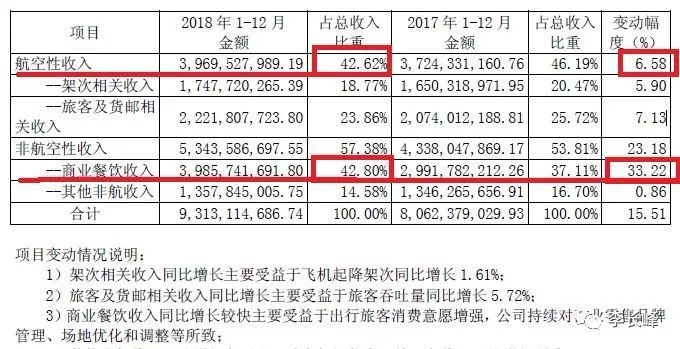 项目 2018 年 1-12 月金额 占总收入比重 2017 年 1-12 月金额 占总收入比重 变动幅度（%）
航空性收入 3,969,527,989.19 42.62% 3,724,331,160.76 46.19% 6.58
--架次相关收入 1,747,720,265.39 18.77% 1,650,318,971.95 20.47% 5.90
--旅客及货邮相关收入 2,221,807,723.80 23.86% 2,074,012,188.81 25.72% 7.13
非航空性收入 5,343,586,697.55 57.38% 4,338,047,869.17 53.81% 23.18
--商业餐饮收入 3,985,741,691.80 42.80% 2,991,782,212.26 37.11% 33.22
--其他非航收入 1,357,845,005.75 14.58% 1,346,265,656.91 16.70% 0.86
合计 9,313,114,686.74 100.00% 8,062,379,029.93 100.00% 15.51
项目变动情况说明：
1）架次相关收入同比增长主要受益于飞机起降架次同比增长 1.61%；
2）旅客及货邮相关收入同比增长主要受益于旅客吞吐量同比增长 5.72%；
3）商业餐饮收入同比增长较快主要受益于出行旅客消费意愿增强，公司持续对
管理、场地优化和调整等所致；